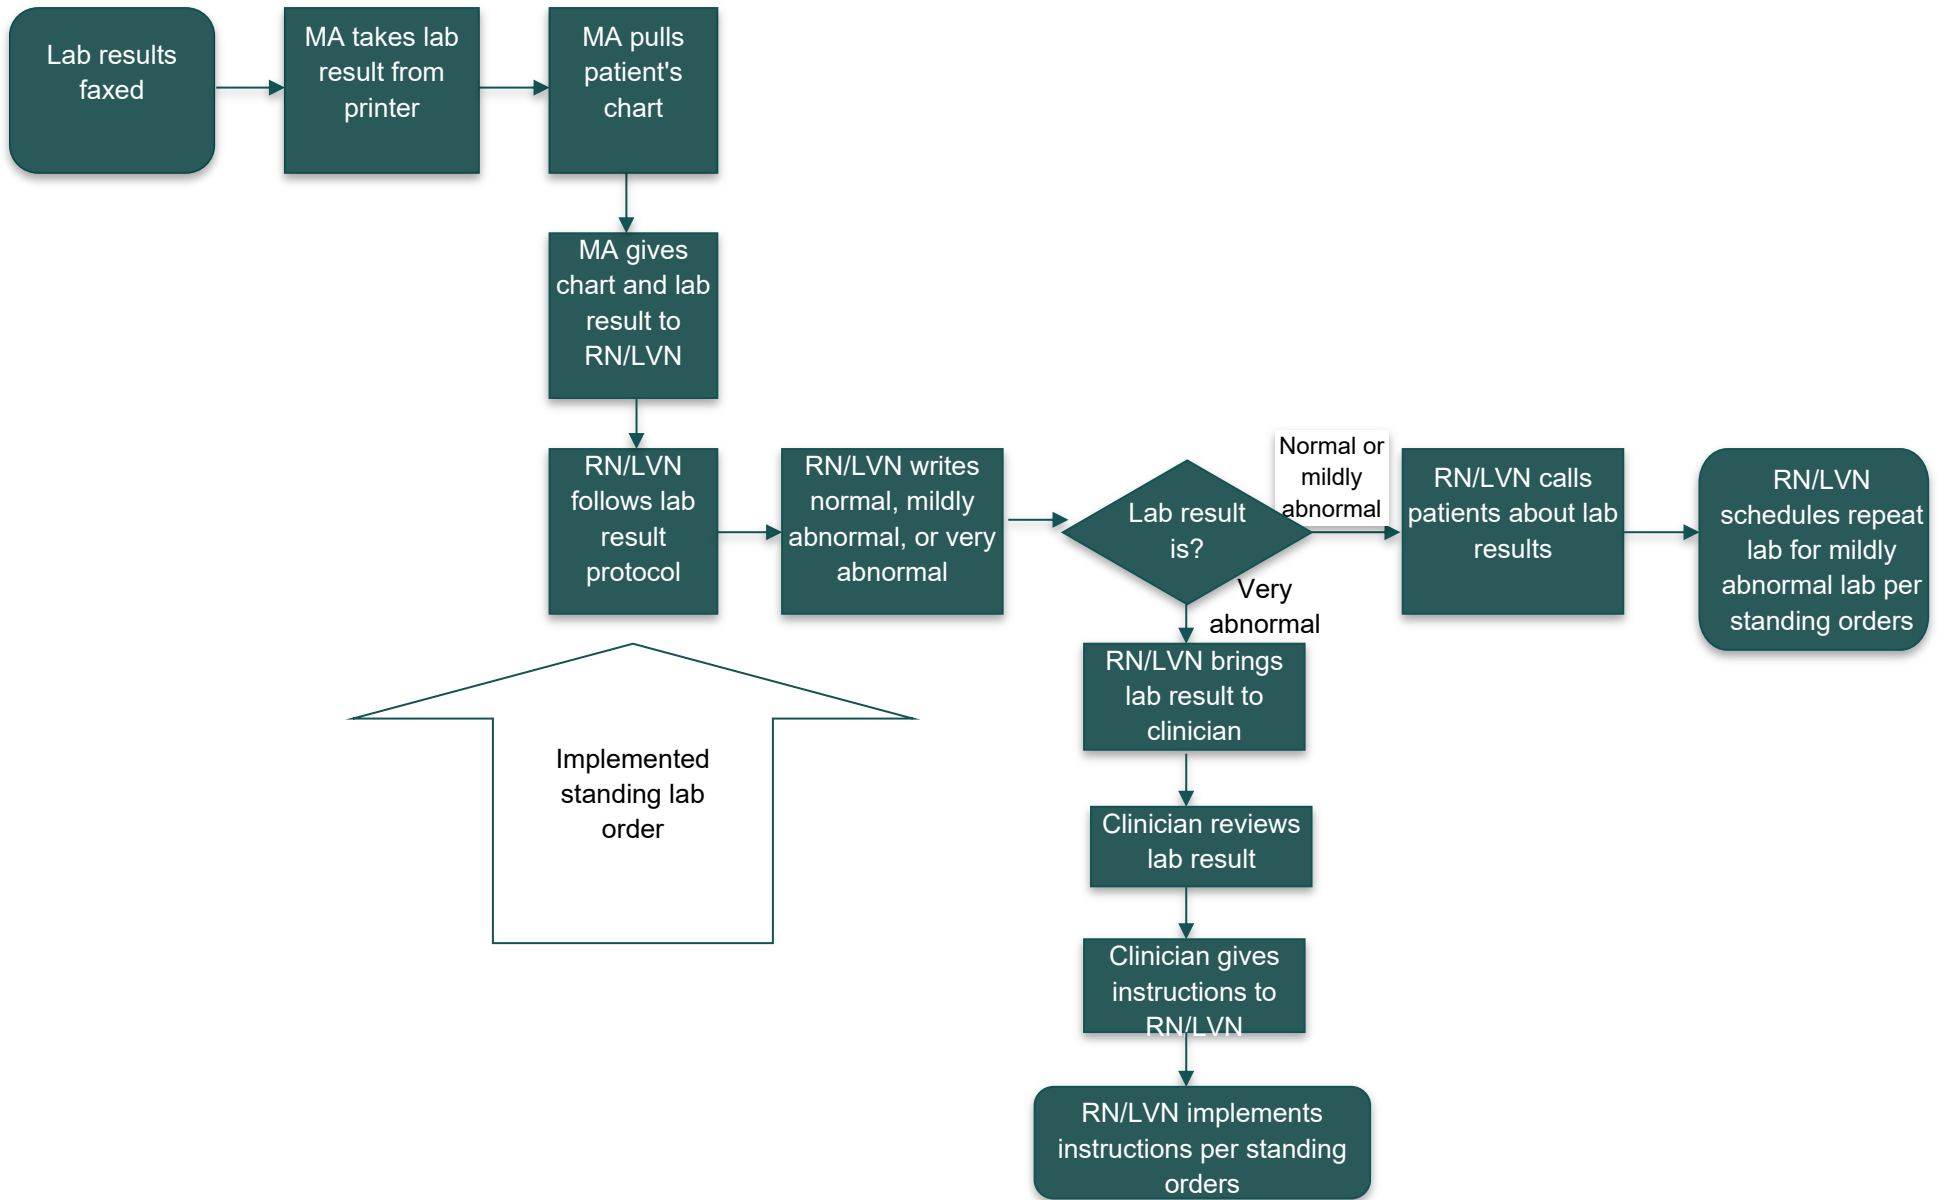 Lab results
faxed
MA takes lab
result from
printer
MA pulls
patient's
chart
MA gives
chart and lab
result to
RN/LVN
RN/LVN
follows lab
result
protocol
RN/LVN writes
normal, mildly
abnormal, or very
abnormal
Lab result
is?
Normal or
mildly
abnormal
RN/LVN calls
patients about lab
results
RN/LVN
schedules repeat
lab for mildly
abnormal lab per
standing orders
Very
abnormal
RN/LVN brings
lab result to
clinician
Clinician reviews
lab result
Clinician gives
instructions to
RN/LVN
RN/LVN implements
instructions per standing
orders
Implemented
standing lab
order